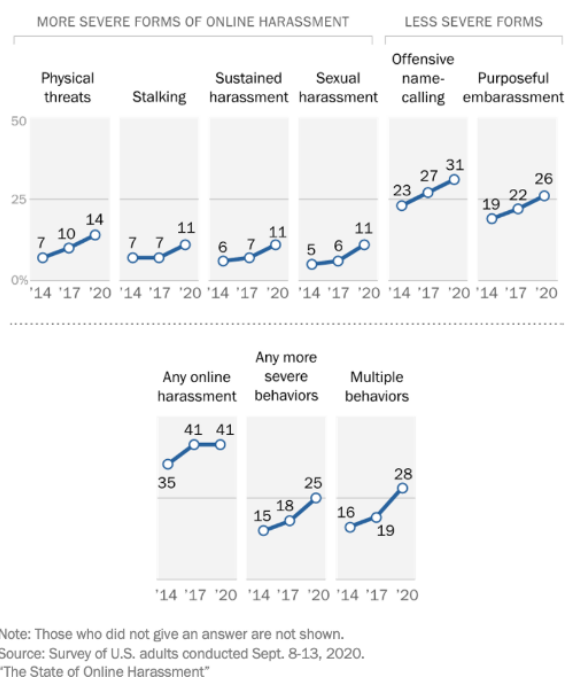 MORE SEVERE FORMS OF ONLINE HARASSMENT
LESS SEVERE FORMS
Physical
threats
Stalking
Sustained
harassment
Sexual
harassment
Offensive
name-
calling
Purposeful
embarassment
50
25
0%
7 10 14
7 7 11
6 7 11
5 6 11
23 27 31
19 22 26
'14 '17 '20
'14 '17 '20
'14 '17 '20
'14 '17 '20
'14 '17 '20
'14 '17 '20
Any online
harassment
Any more
severe
behaviors
Multiple
behaviors
35 41 41
15 18 25
16 19 28
'14 '17 '20
'14 '17 '20
'14 '17 '20
Note: Those who did not give an answer are not shown.
Source: Survey of U.S. adults conducted Sept. 8-13, 2020.
"The State of Online Harassment"